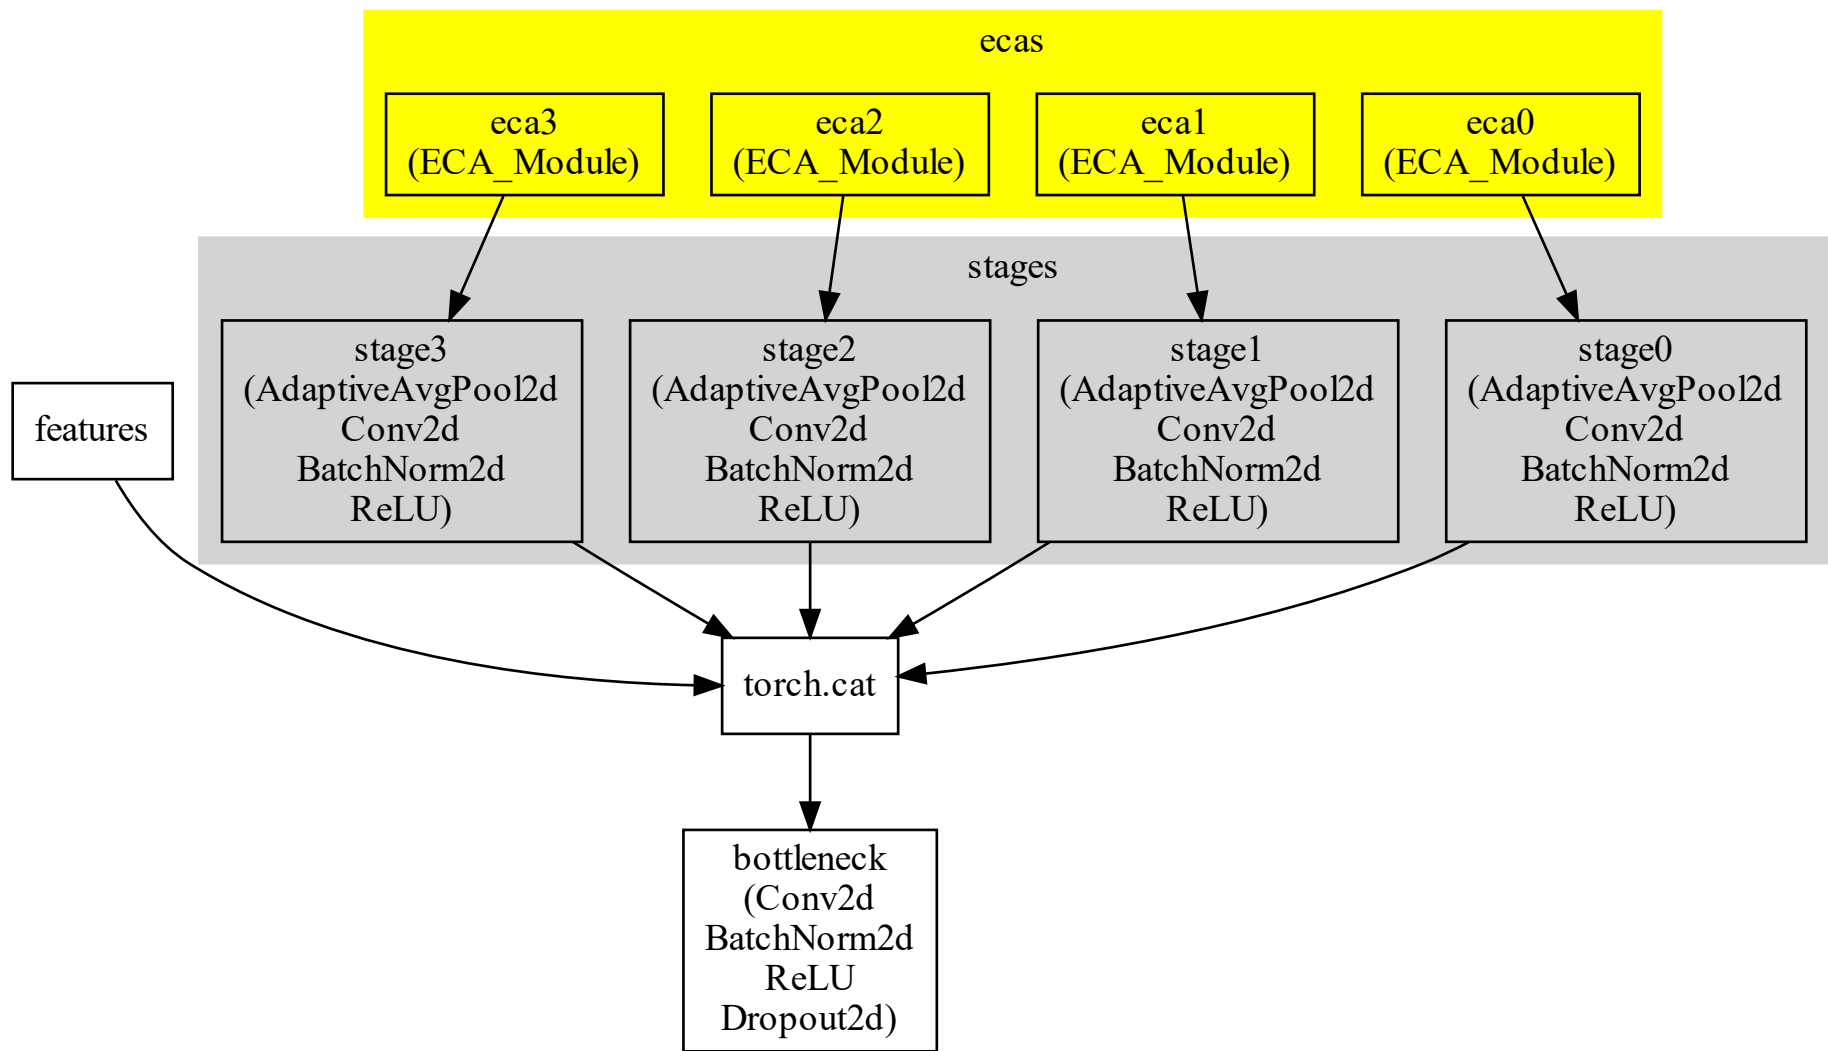 ecas
eca3
(ECA_Module)
eca2
(ECA_Module)
eca1
(ECA_Module)
eca0
(ECA_Module)
stages
stage3
(AdaptiveAvgPool2d
Conv2d
BatchNorm2d
ReLU)
stage2
(AdaptiveAvgPool2d
Conv2d
BatchNorm2d
ReLU)
stage1
(AdaptiveAvgPool2d
Conv2d
BatchNorm2d
ReLU)
stage0
(AdaptiveAvgPool2d
Conv2d
BatchNorm2d
ReLU)
features
torch.cat
bottleneck
(Conv2d
BatchNorm2d
ReLU
Dropout2d)